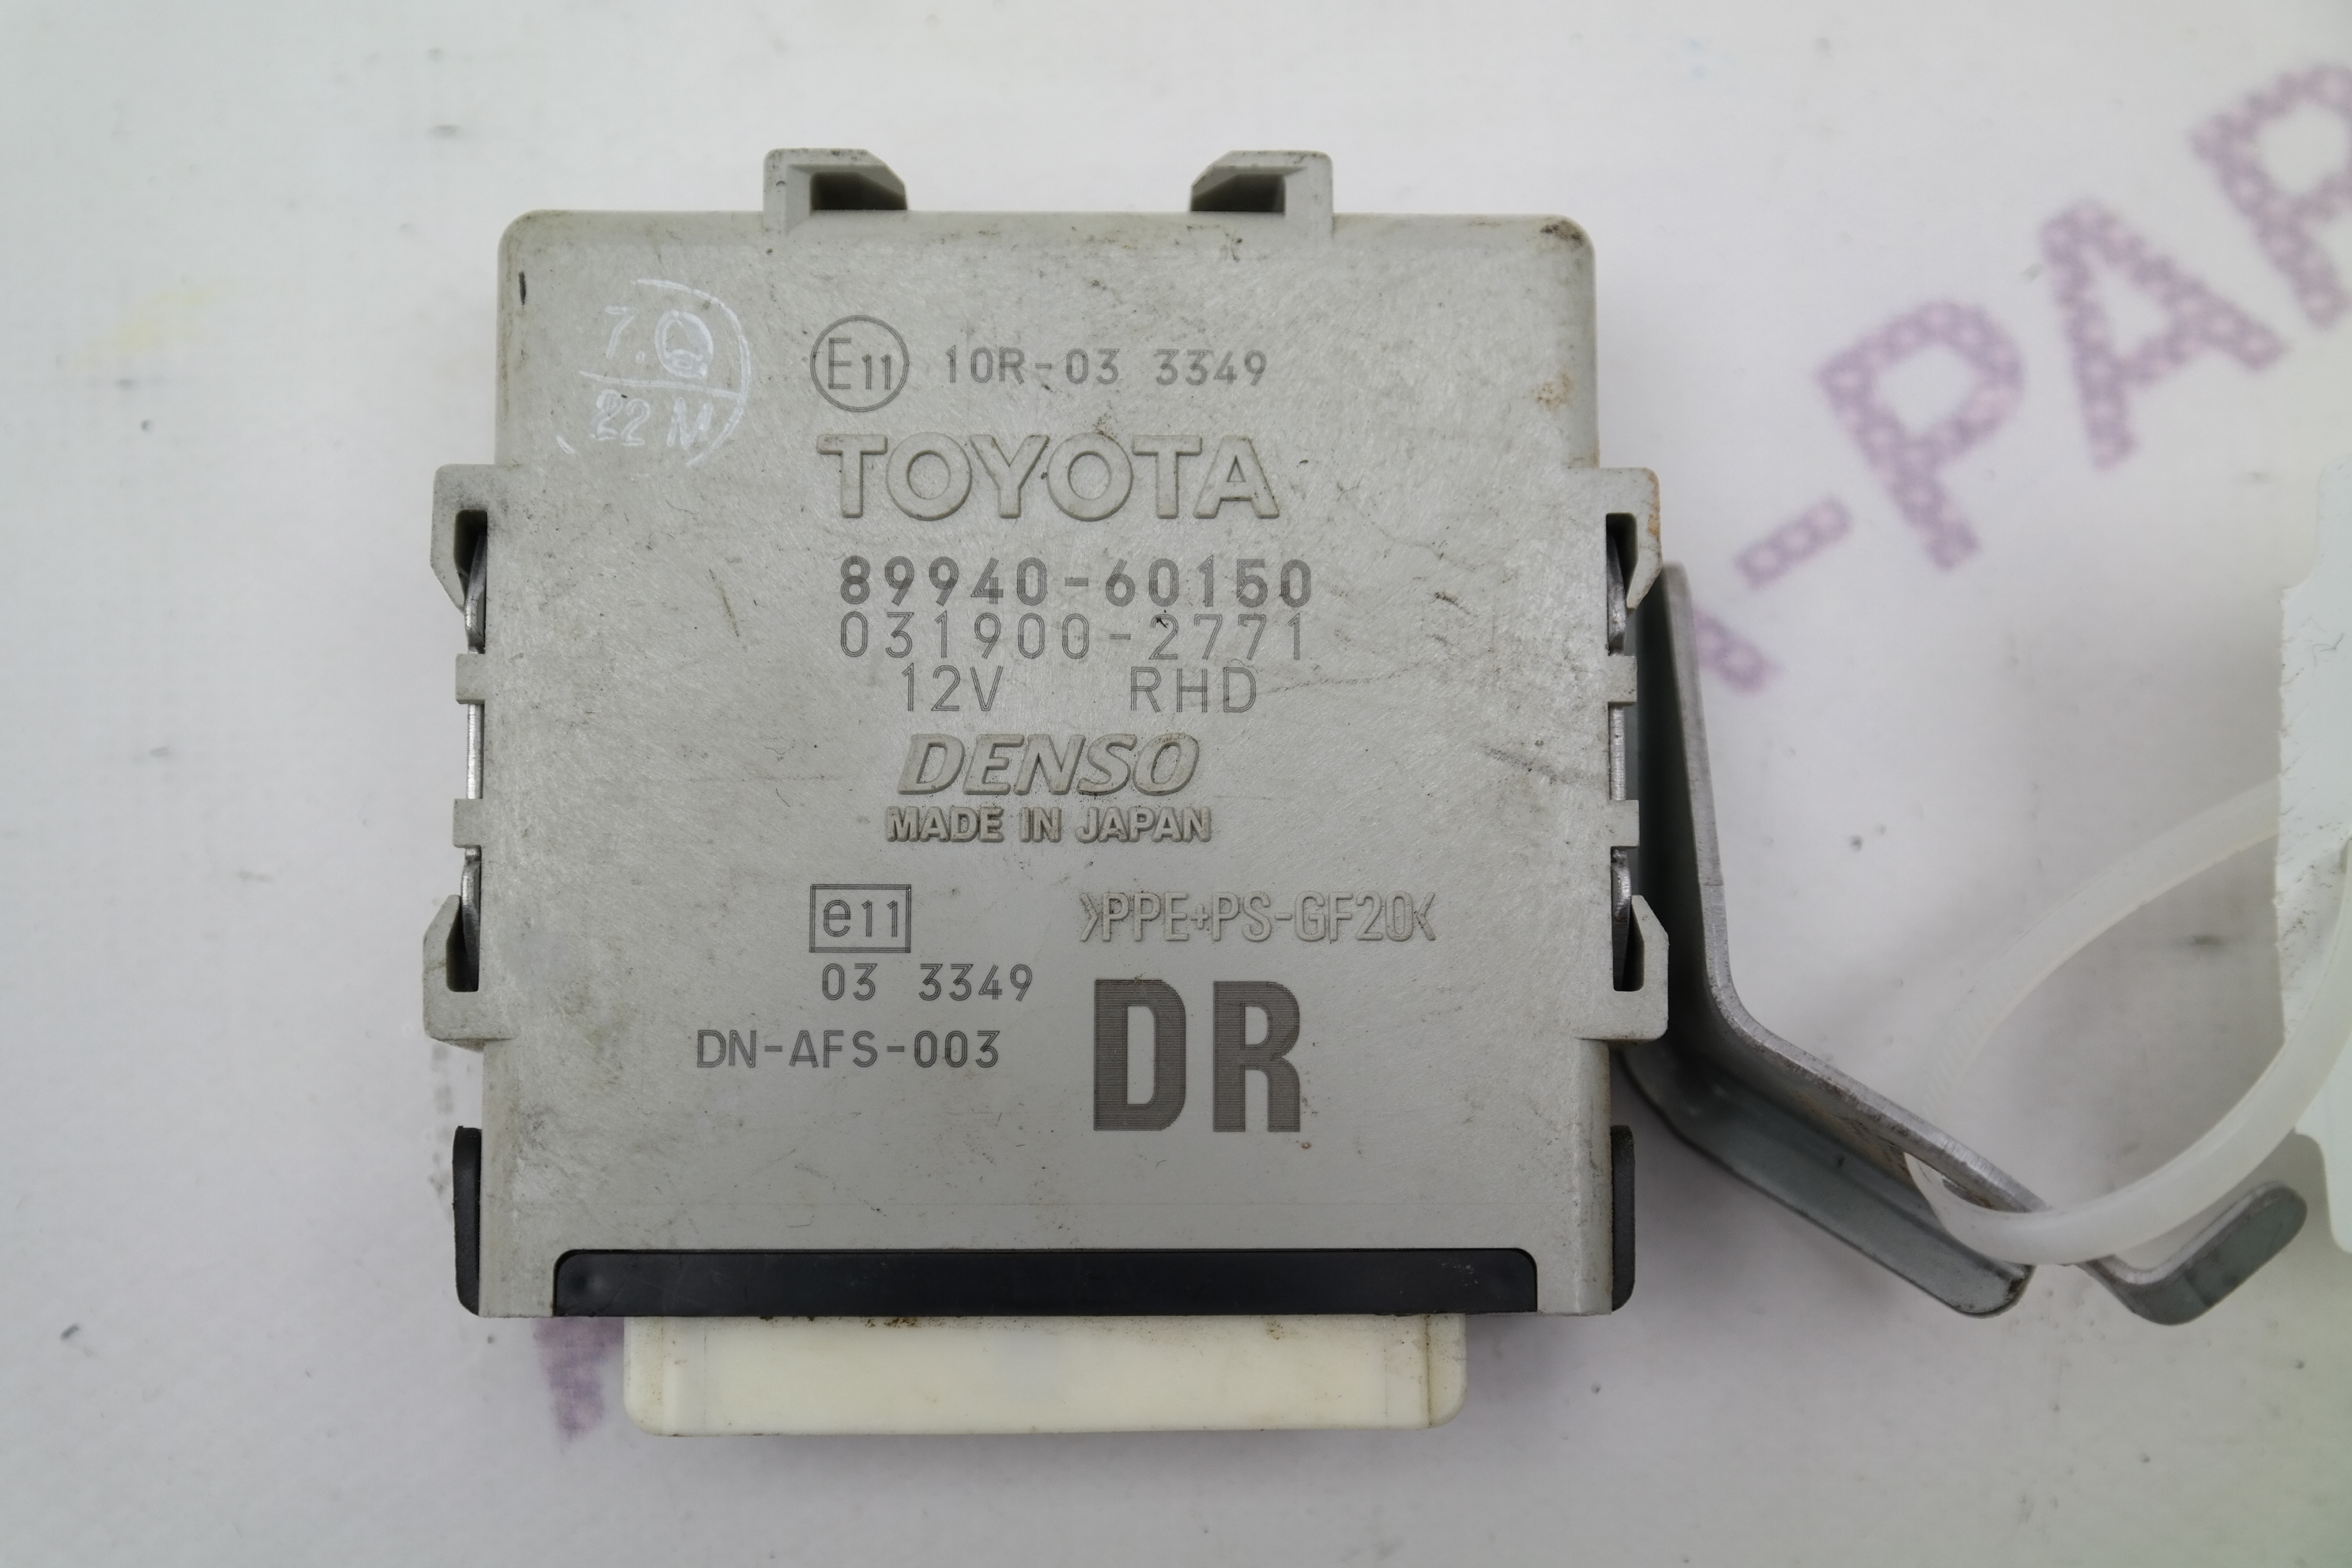 7.Q
22 M
E11 10R-03 3349
TOYOTA
89940-60150
031900-2771
12V RHD
DENSO
MADE IN JAPAN
e11
>PPE+PS-GF20<
03 3349
DN-AFS-003
DR
-PAR